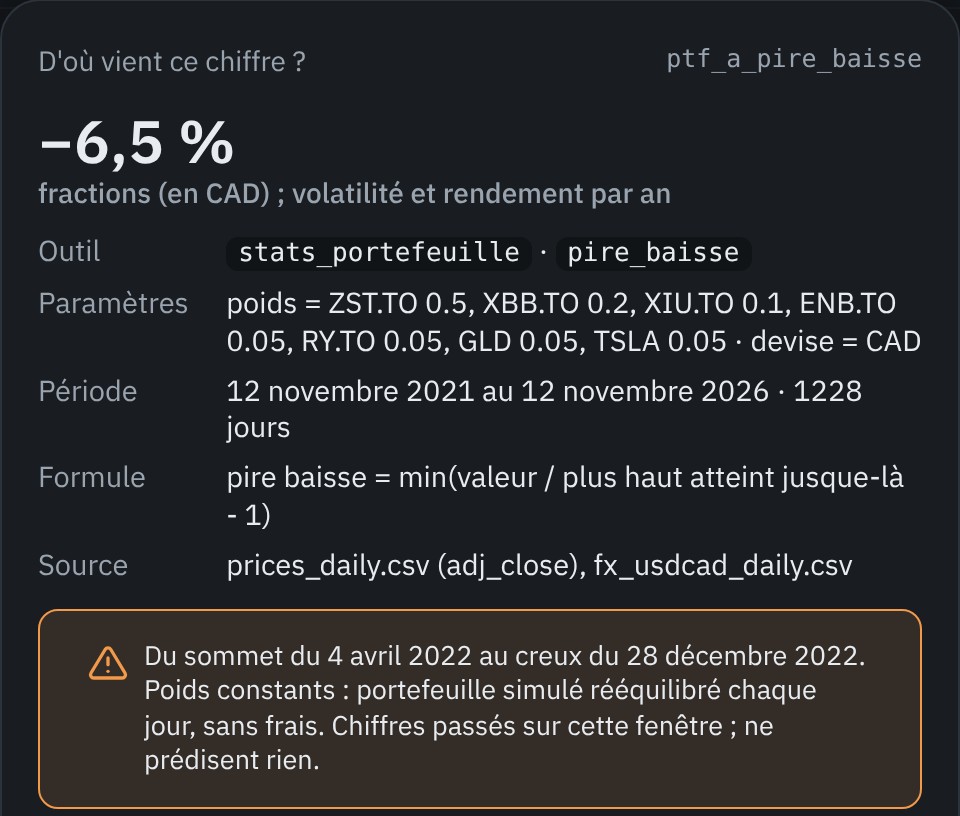 D'où vient ce chiffre ?
ptf_a_pire_baisse
−6,5 %
fractions (en CAD) ; volatilité et rendement par an
Outil stats_portefeuille · pire_baisse
Paramètres poids = ZST.TO 0.5, XBB.TO 0.2, XIU.TO 0.1, ENB.TO
0.05, RY.TO 0.05, GLD 0.05, TSLA 0.05 · devise = CAD
Période 12 novembre 2021 au 12 novembre 2026 · 1228
jours
Formule pire baisse = min(valeur / plus haut atteint jusque-là
- 1)
Source prices_daily.csv (adj_close), fx_usdcad_daily.csv
Du sommet du 4 avril 2022 au creux du 28 décembre 2022.
Poids constants : portefeuille simulé rééquilibré chaque
jour, sans frais. Chiffres passés sur cette fenêtre ; ne
prédisent rien.